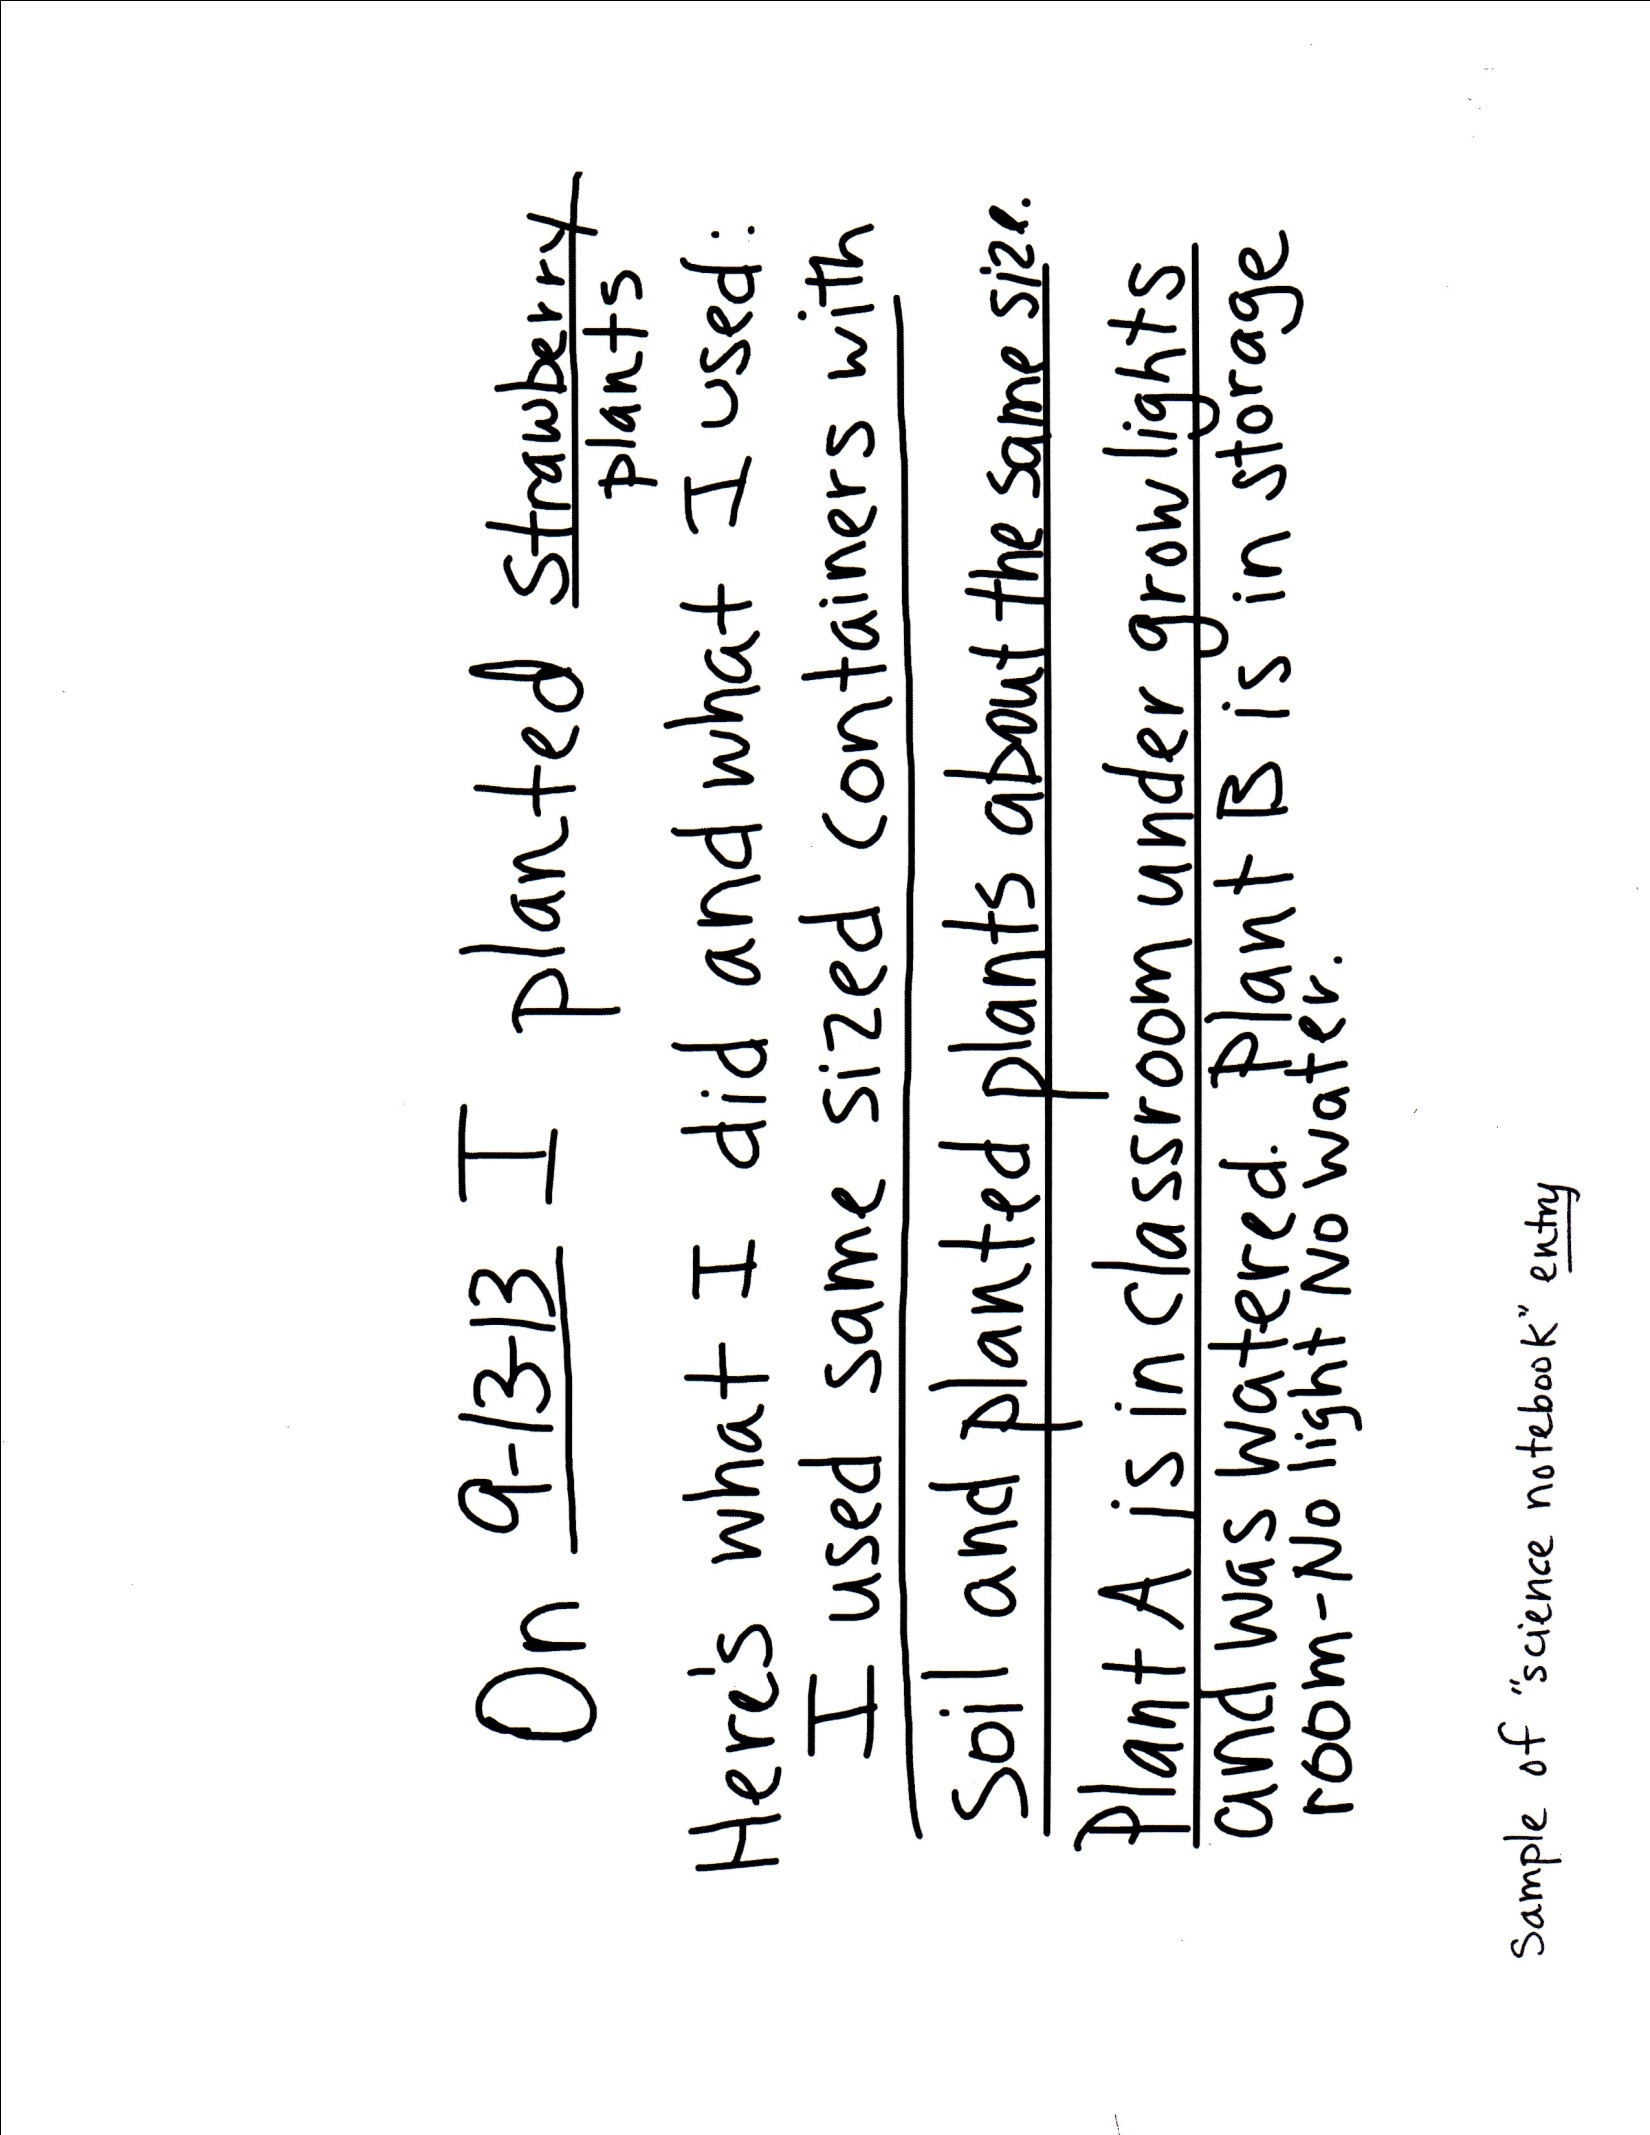 On 9-13-13 I planted Strawberry
plants
Here's what I did and what I used:
I used same sized containers with
Soil and planted plants about the same size.
Plant A is in classroom under grow lights
and was watered. Plant B is in storage
room-No light No water.
Sample of "science notebook" entry